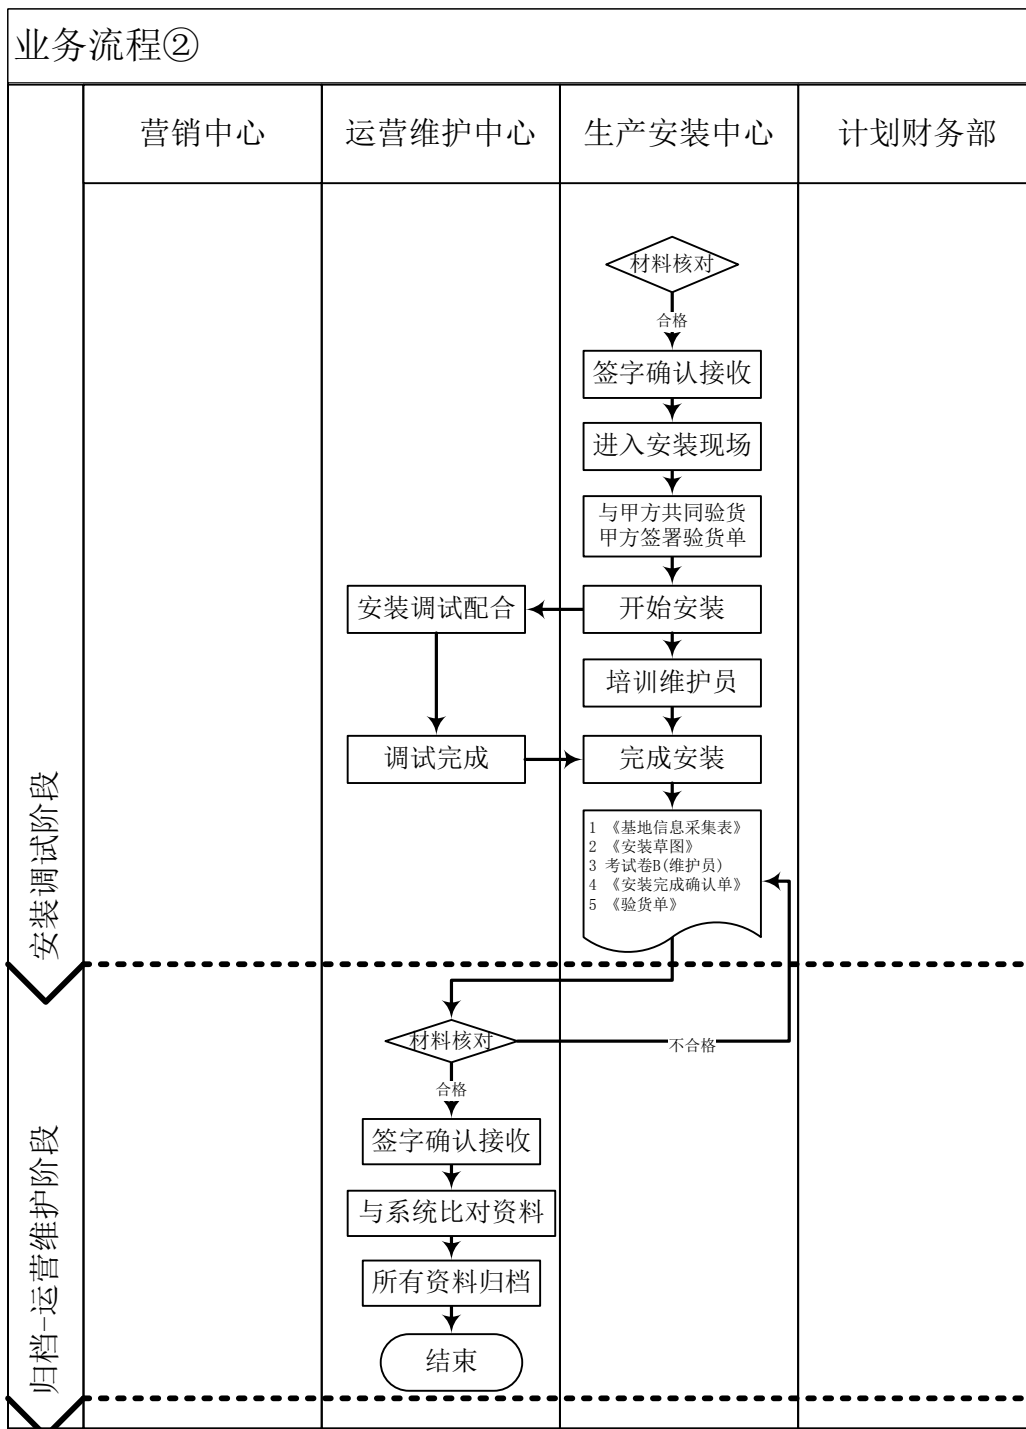 业务流程②
营销中心
运营维护中心
生产安装中心
计划财务部
安装调试阶段
材料核对
合格
签字确认接收
进入安装现场
与甲方共同验货
甲方签署验货单
安装调试配合
开始安装
培训维护员
调试完成
完成安装
1 《基地信息采集表》
2 《安装草图》
3 考试卷B(维护员)
4 《安装完成确认单》
5 《验货单》
归档-运营维护阶段
材料核对
不合格
合格
签字确认接收
与系统比对资料
所有资料归档
结束